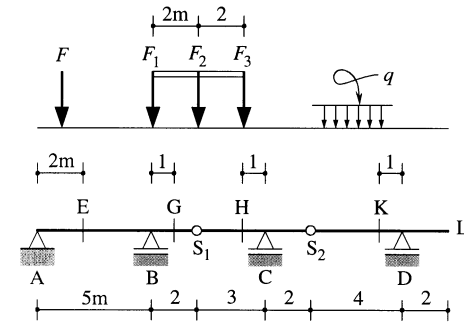 2m 2
F F₁ F₂ F₃
q
2m 1 1 1
E G H K L
S₁ S₂
A B C D
5m 2 3 2 4 2